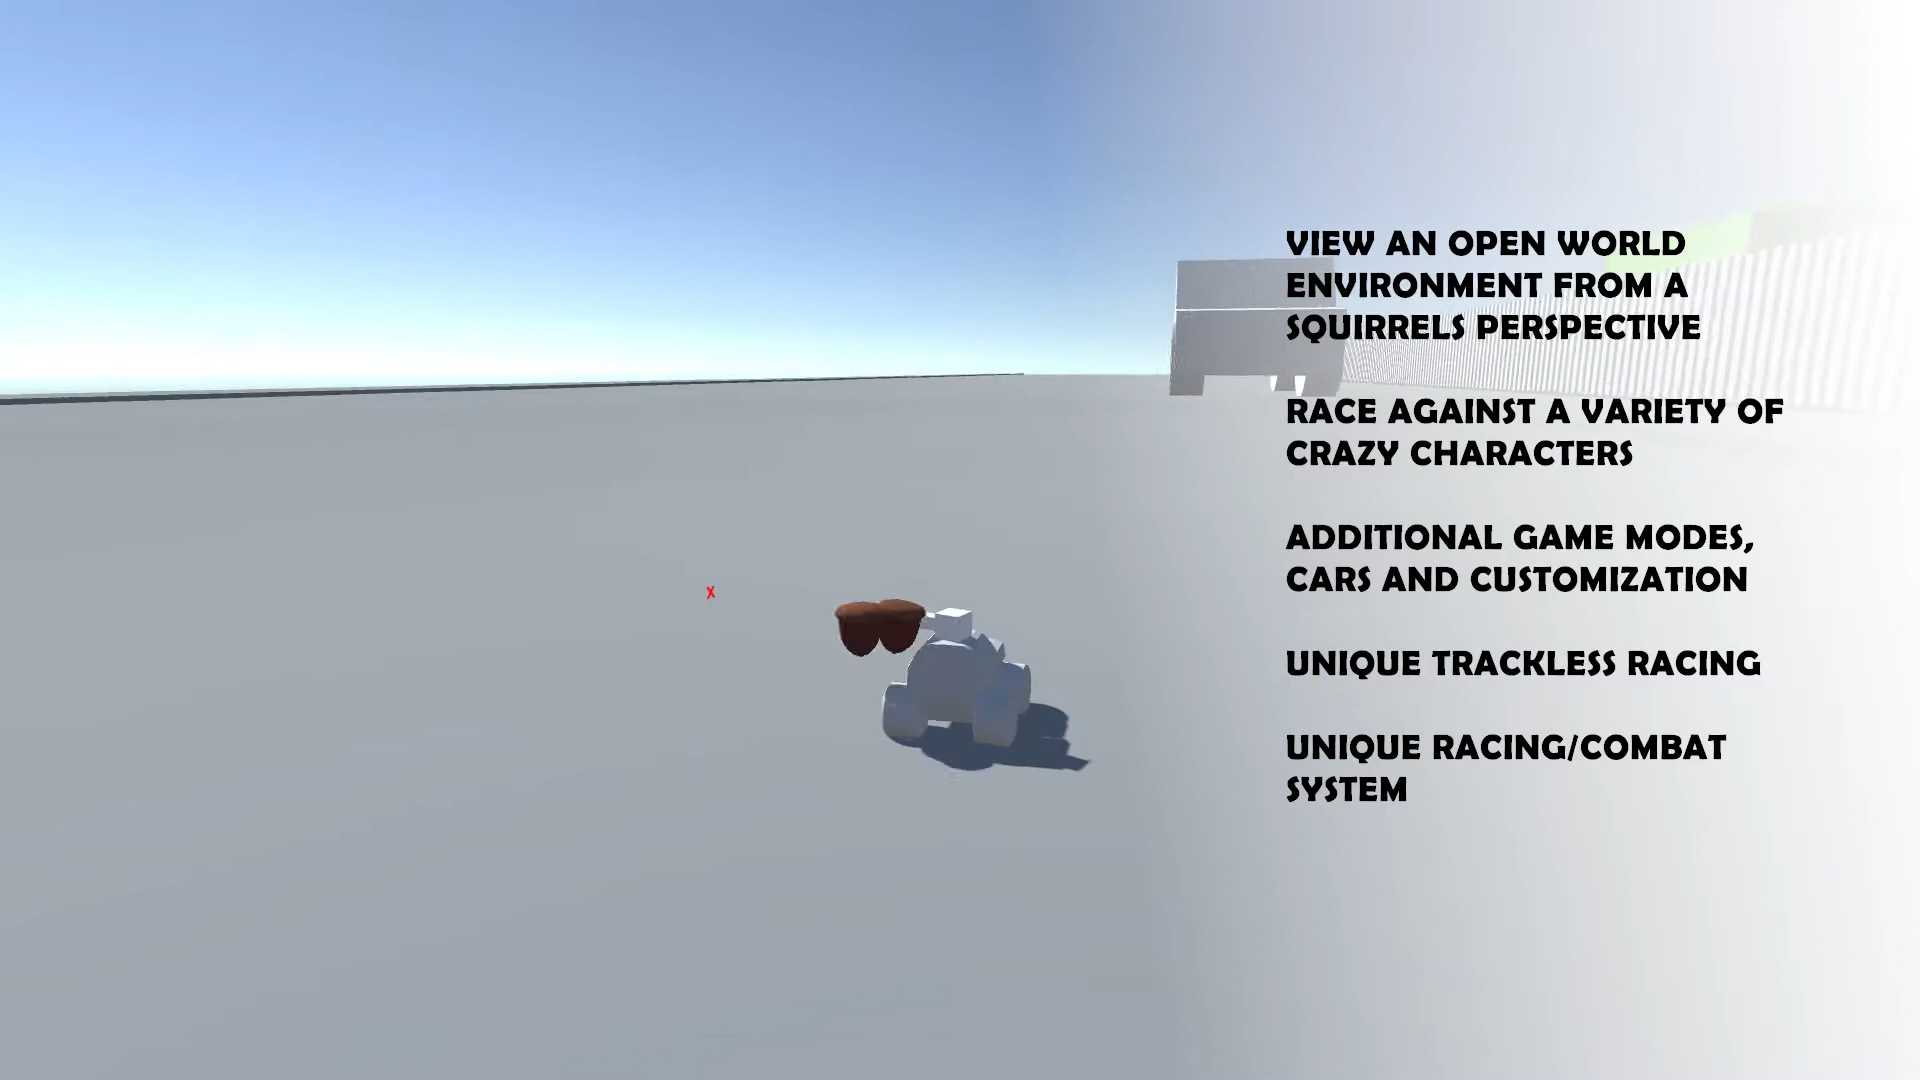 VIEW AN OPEN WORLD
ENVIRONMENT FROM A
SQUIRRELS PERSPECTIVE
RACE AGAINST A VARIETY OF
CRAZY CHARACTERS
ADDITIONAL GAME MODES,
CARS AND CUSTOMIZATION
UNIQUE TRACKLESS RACING
UNIQUE RACING/COMBAT
SYSTEM
X